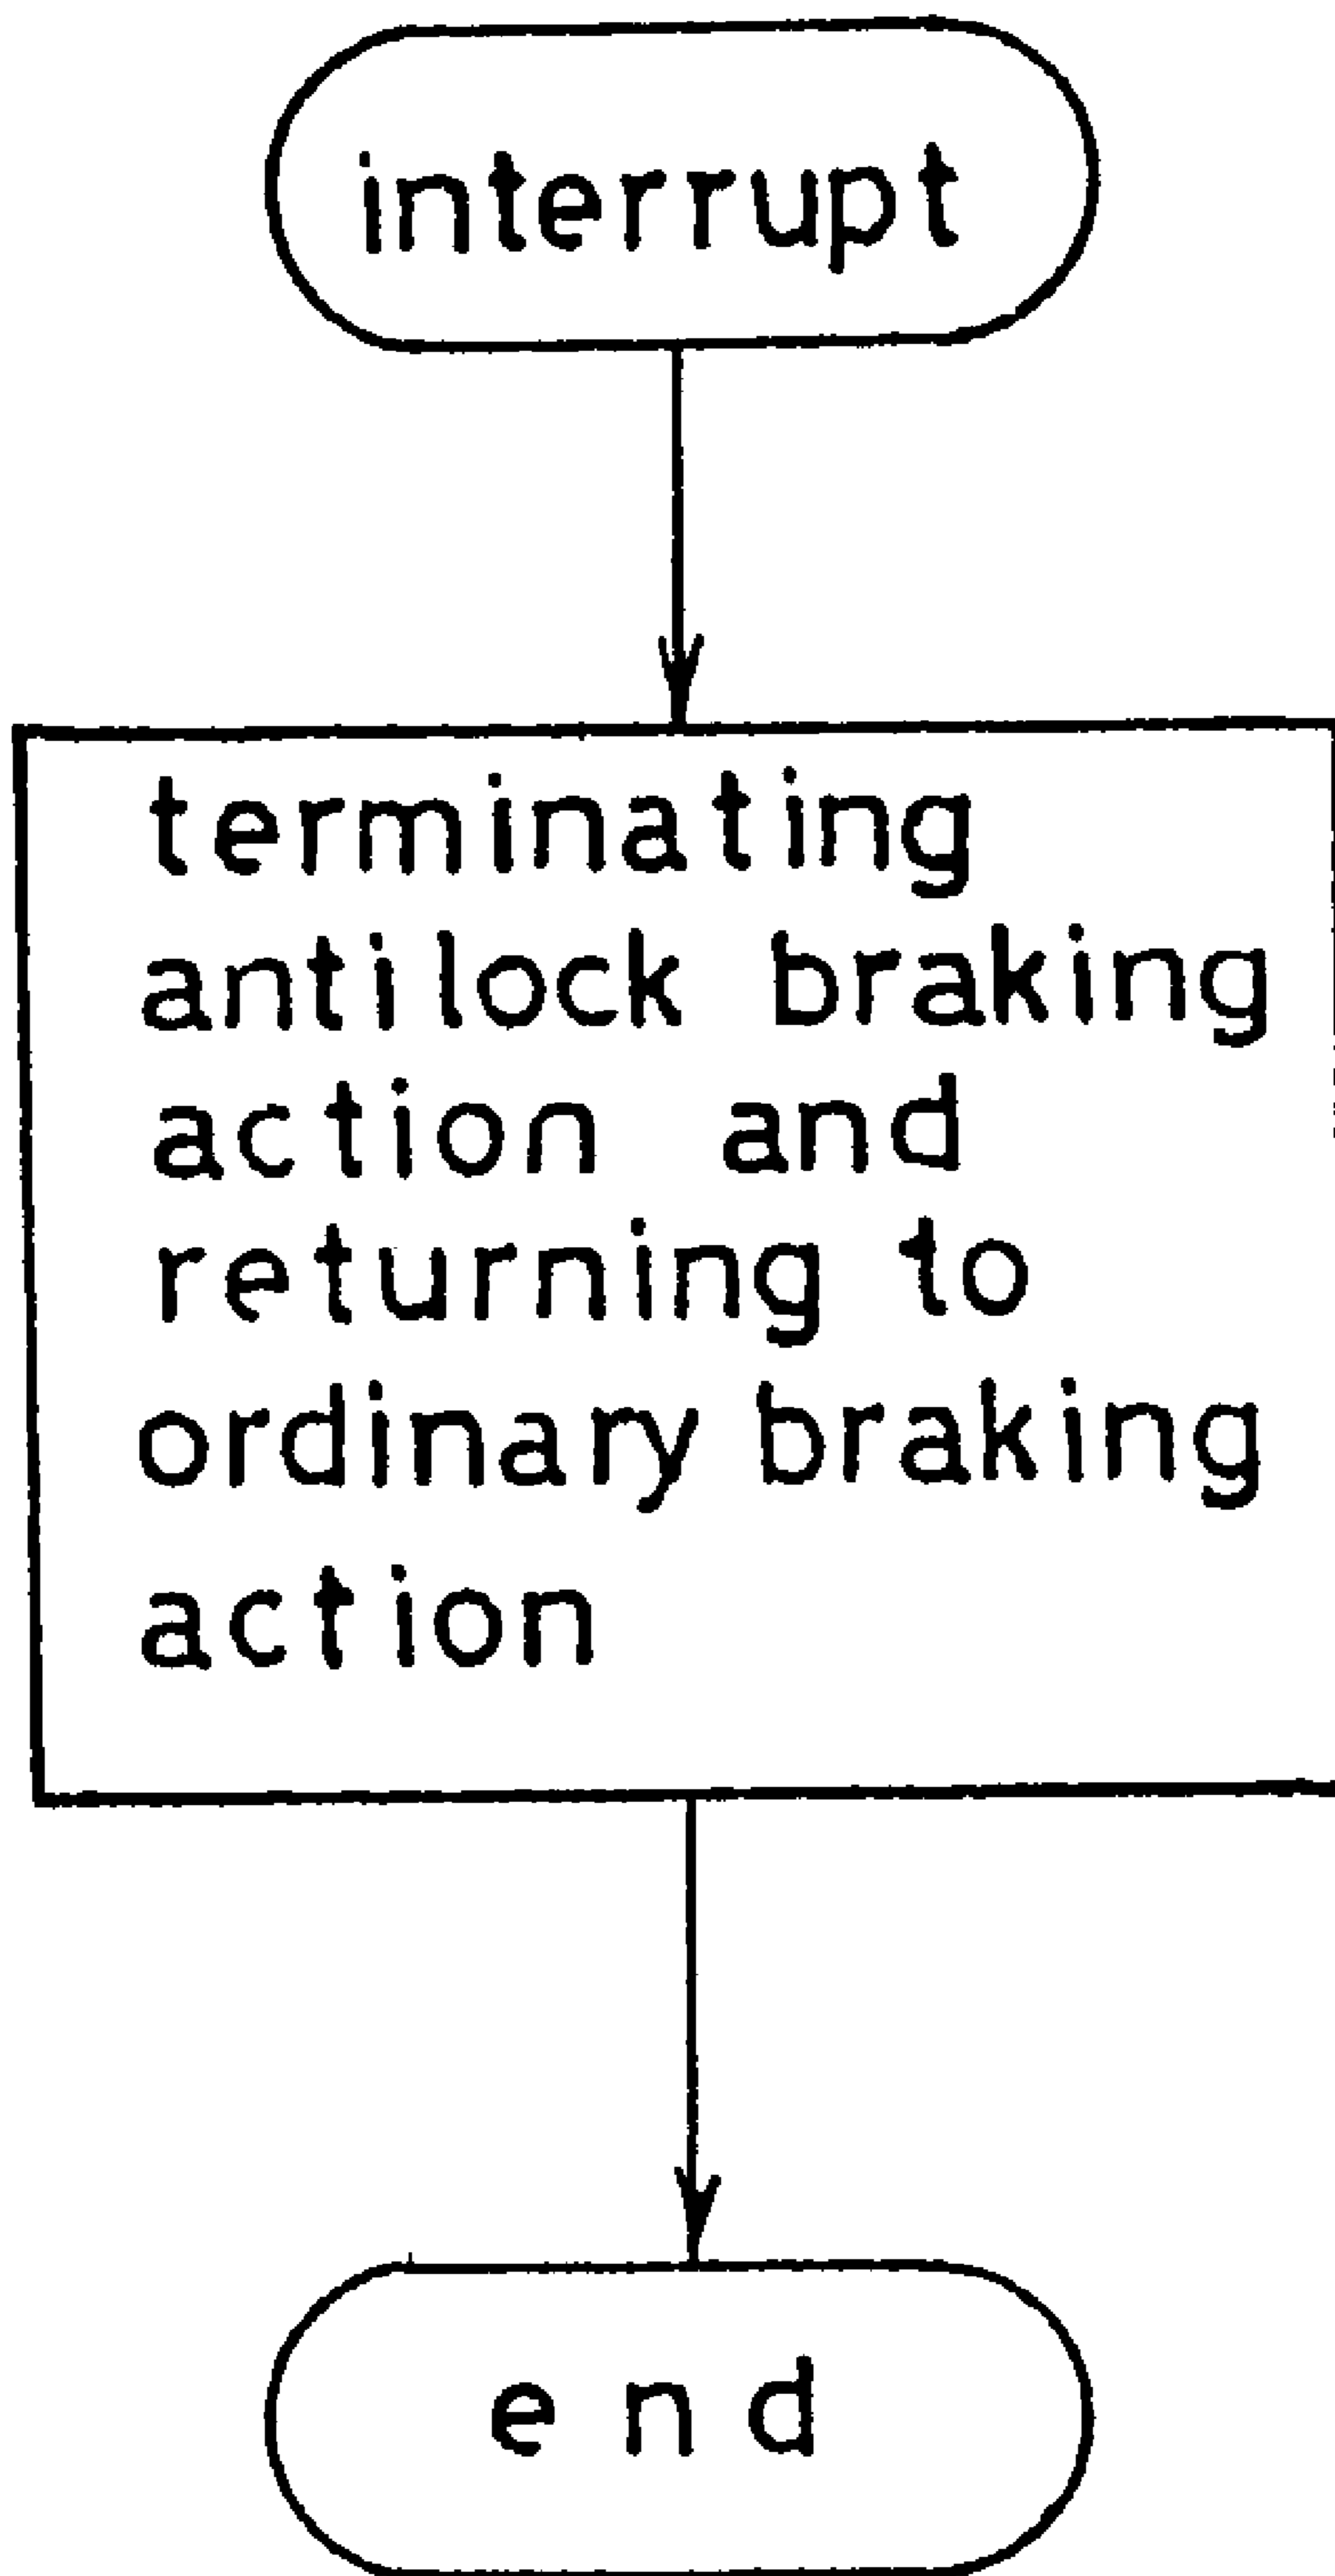 interrupt
terminating
antilock braking
action and
returning to
ordinary braking
action
end